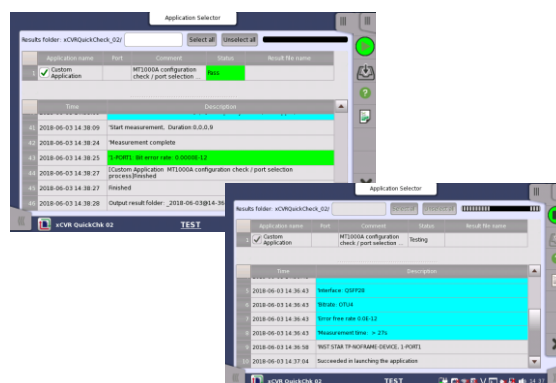 Application Selector
Results folder: xCVRQuickCheck_02/
Select all
Unselect all
Application name Port Comment Status Result file name
1 Custom Application MT1000A configuration check / port selection ... Pass
Time Description
41 2018-06-03 14:38:09 'Start measurement, Duration 0,0,0,9
42 2018-06-03 14:38:24 'Measurement complete
43 2018-06-03 14:38:25 '1-PORT1: Bit error rate: 0.0000E-12
44 2018-06-03 14:38:27 [Custom Application MT1000A configuration check / port selection process]finished
45 2018-06-03 14:38:27 Finished
46 2018-06-03 14:38:28 Output result folder: _2018-06-03@14-36-
xCVR QuickChk 02 TEST
Application Selector
Results folder: xCVRQuickCheck_02/
Select all
Unselect all
Application name Port Comment Status Result file name
1 Custom Application MT1000A configuration check / port selection ... Testing
Time Description
5 2018-06-03 14:36:43 'Interface: QSFP28
6 2018-06-03 14:36:43 'Bitrate: OTU4
7 2018-06-03 14:36:43 'Error free rate 0.0E-12
8 2018-06-03 14:36:43 'Measurement time: > 27s
9 2018-06-03 14:36:58 'INST STAR TP-NOFRAME-DEVICE, 1-PORT1
10 2018-06-03 14:37:04 Succeeded in launching the application
xCVR QuickChk 02 TEST